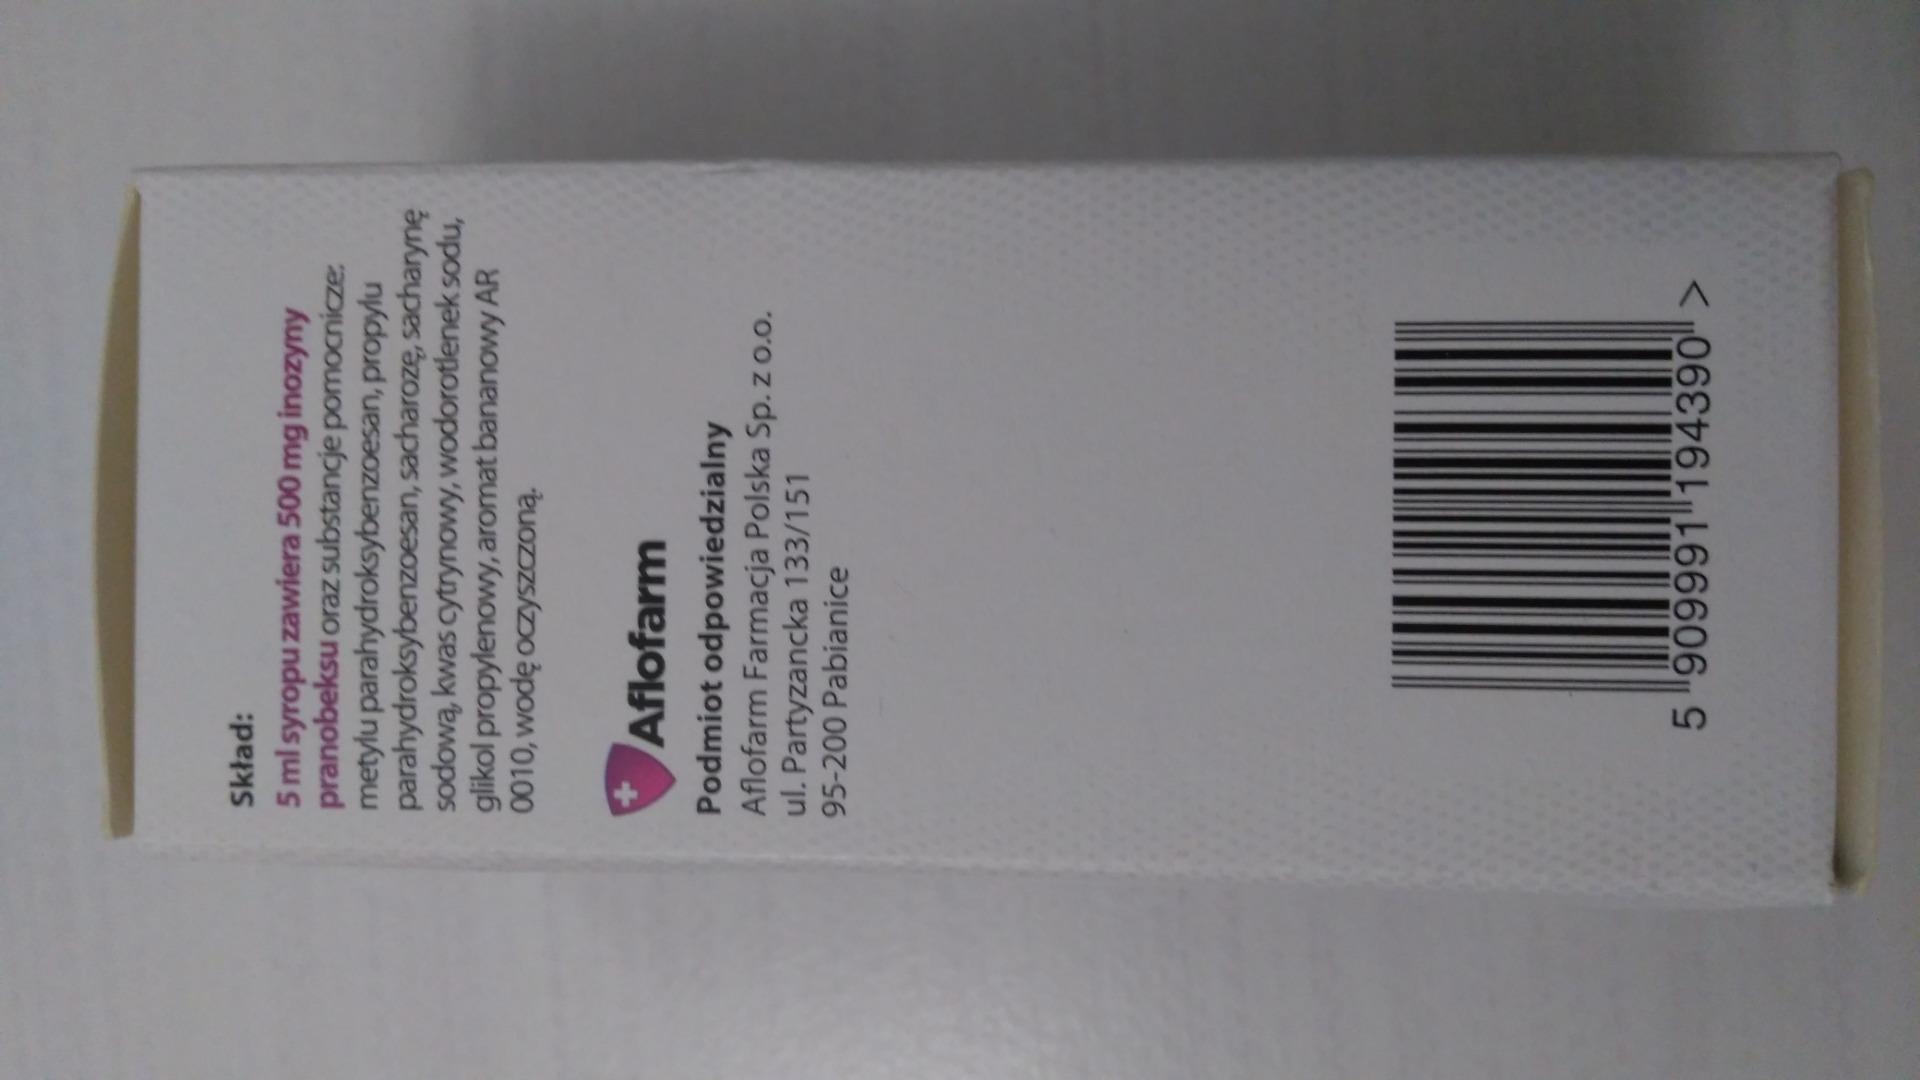 Skład:
5 ml syropu zawiera 500 mg inozyny
pranobeksu oraz substancje pomocnicze:
metylu parahydroksybenzoesan, propylu
parahydroksybenzoesan, sacharozę, sacharynę
sodową, kwas cytrynowy, wodorotlenek sodu,
glikol propylenowy, aromat bananowy AR
0010, wodę oczyszczoną.
Aflofarm
Podmiot odpowiedzialny
Aflofarm Farmacja Polska Sp. z o.o.
ul. Partyzancka 133/151
95-200 Pabianice
5 909991 194390 >